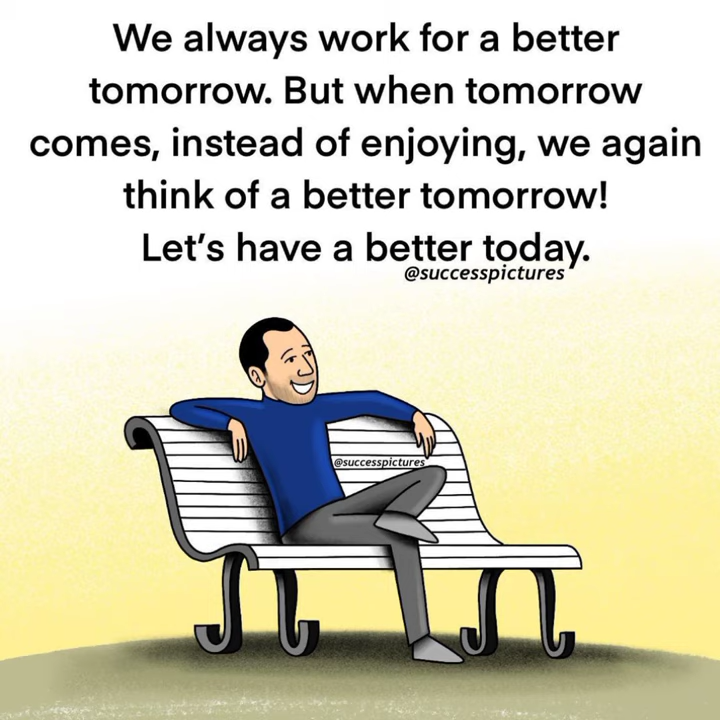 We always work for a better
tomorrow. But when tomorrow
comes, instead of enjoying, we again
think of a better tomorrow!
Let’s have a better today.
@successpictures
@successpictures